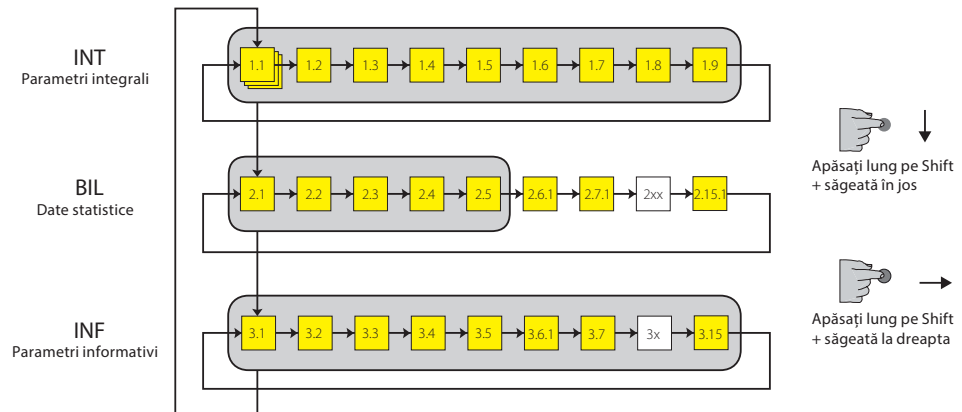 INT
Parametri integrali
1.1 1.2 1.3 1.4 1.5 1.6 1.7 1.8 1.9
Apăsați lung pe Shift
+ săgeată în jos
BIL
Date statistice
2.1 2.2 2.3 2.4 2.5 2.6.1 2.7.1 2xx 2.15.1
INF
Parametri informativi
3.1 3.2 3.3 3.4 3.5 3.6.1 3.7 3x 3.15
Apăsați lung pe Shift
+ săgeată la dreapta